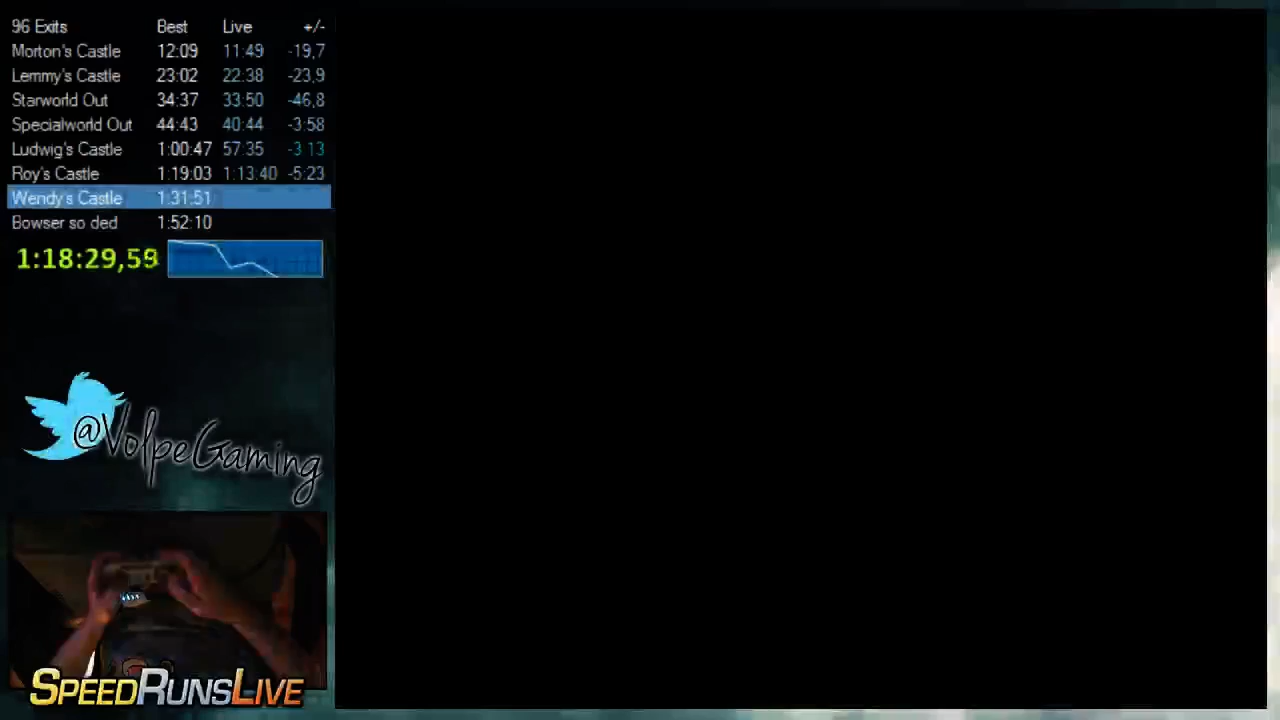 96 Exits Best Live +/-
Morton's Castle 12:09 11:49 -19,7
Lemmy's Castle 23:02 22:38 -23,9
Starworld Out 34:37 33:50 -46,8
Specialworld Out 44:43 40:44 -3:58
Ludwig's Castle 1:00:47 57:35 -3:13
Roy's Castle 1:19:03 1:13:40 -5:23
Wendy's Castle 1:31:51
Bowser so ded 1:52:10
1:18:29,59
@VolpeGaming
SPEEDRUNSLIVE